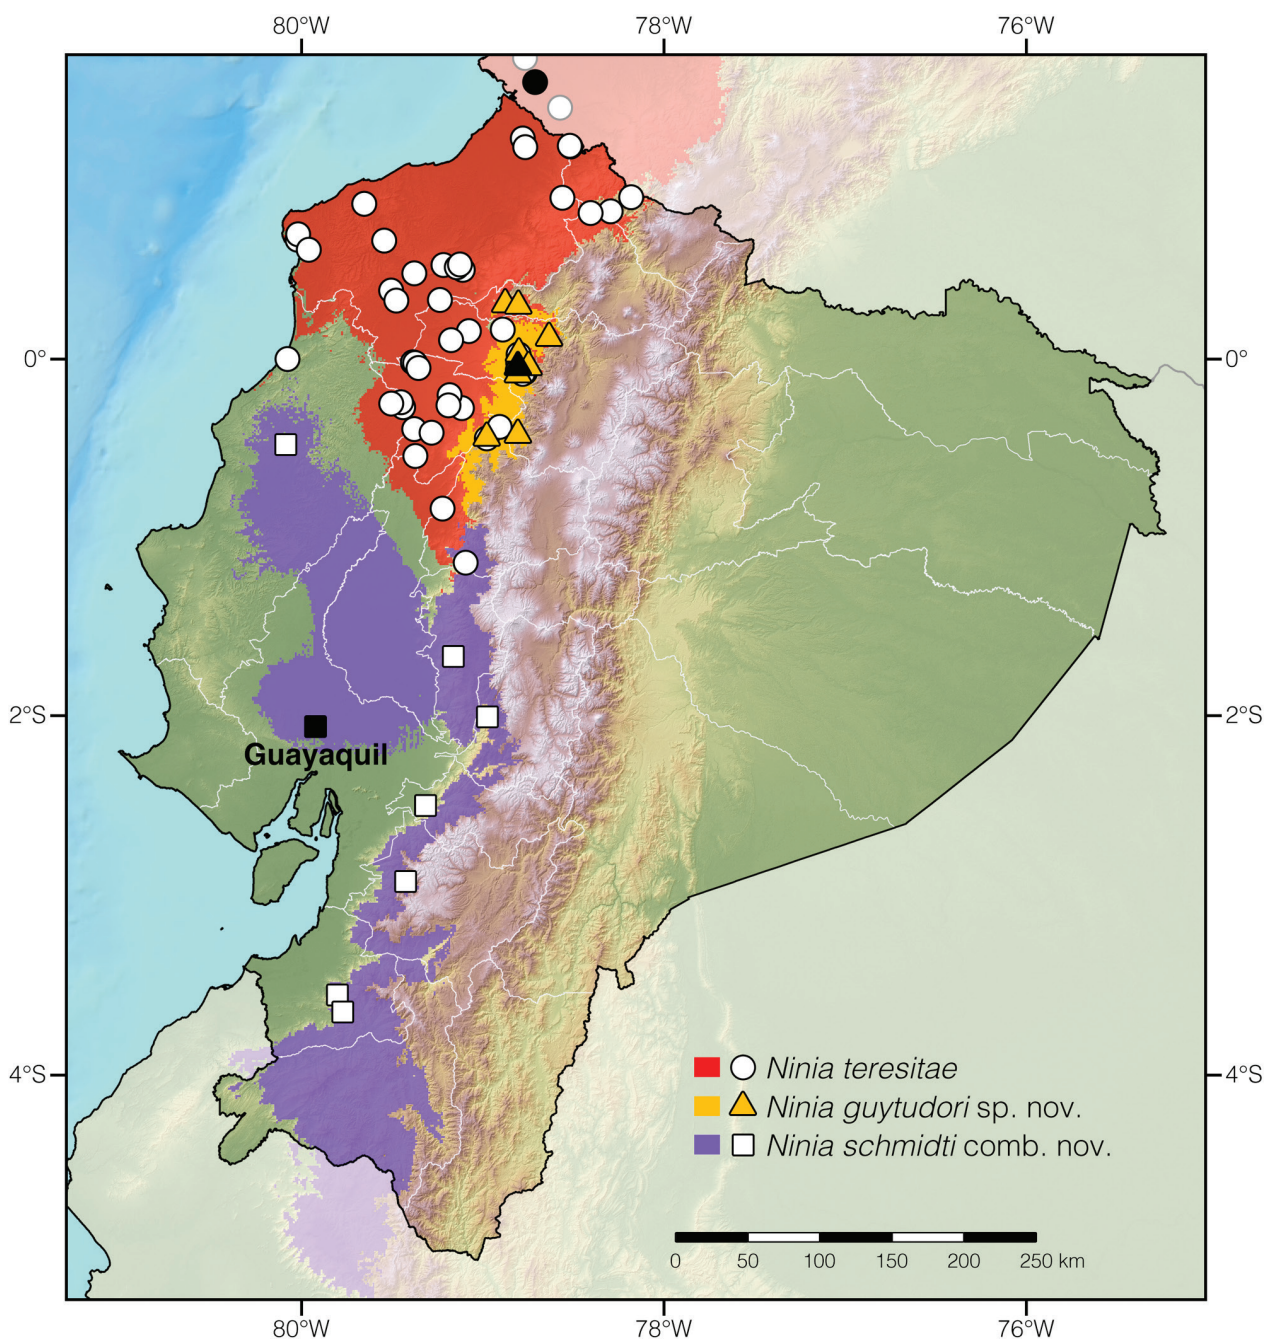 80°W 78°W 76°W
0° 0°
2°S 2°S
Guayaquil
Ninia teresitae
4°S 4°S
Ninia guytudori sp. nov.
Ninia schmidti comb. nov.
0 50 100 150 200 250 km
80°W 78°W 76°W